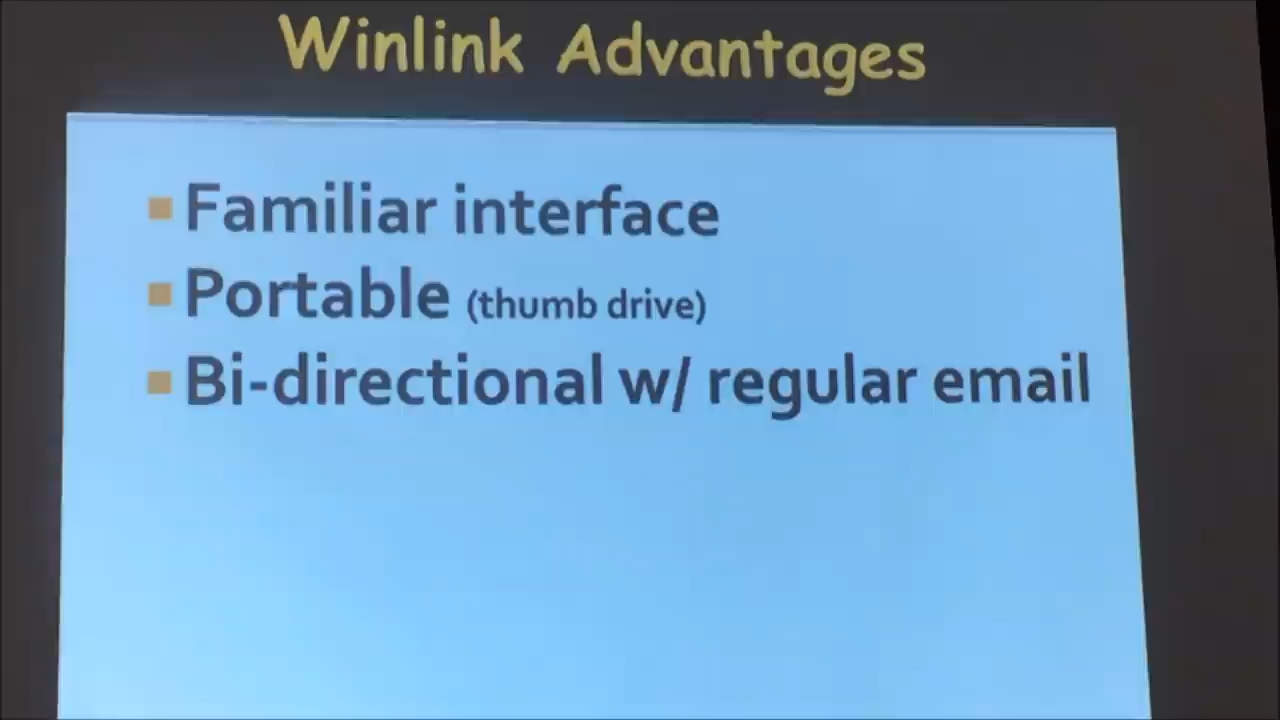 Winlink Advantages
Familiar interface
Portable (thumb drive)
Bi-directional w/ regular email